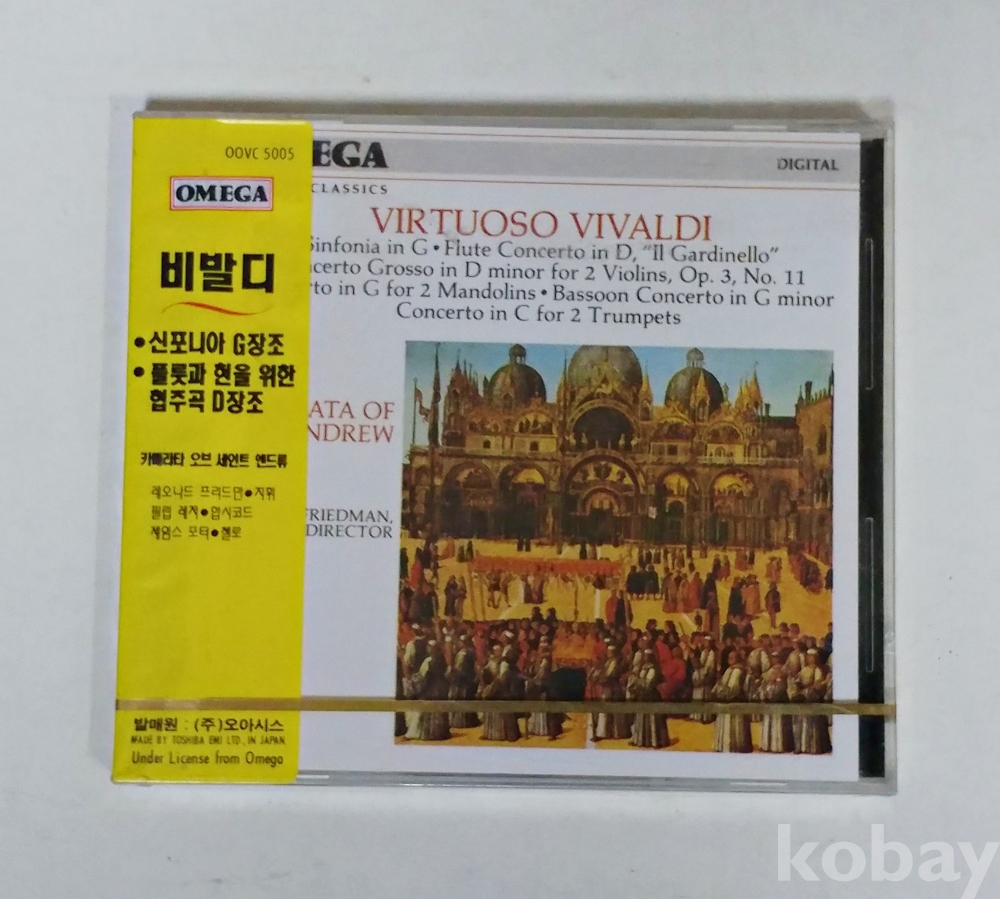 OOVC 5005
OMEGA
비발디
● 신포니아 G장조
● 플룻과 현을 위한
협주곡 D장조
카메라타 오브 세인트 앤드류
레오나드 프리드만●지휘
필립 레져●합시코드
제임스 포터●첼로
발매원 : (주)오아시스
MADE BY TOSHIBA EMI LTD., IN JAPAN.
Under License from Omega
EGA
DIGITAL
CLASSICS
VIRTUOSO VIVALDI
Sinfonia in G • Flute Concerto in D, "Il Gardinello"
ncerto Grosso in D minor for 2 Violins, Op. 3, No. 11
rto in G for 2 Mandolins • Bassoon Concerto in G minor
Concerto in C for 2 Trumpets
ATA OF
NDREW
FRIEDMAN,
DIRECTOR
kobay